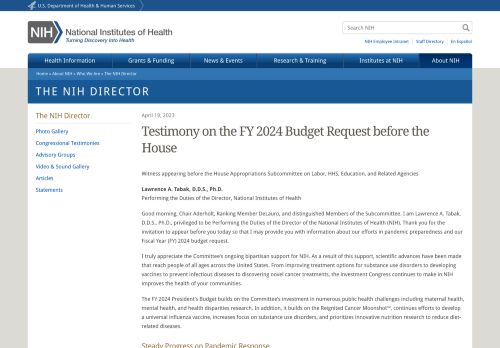 U.S. Department of Health & Human Services
NIH National Institutes of Health
Turning Discovery Into Health
Search NIH
NIH Employee Intranet Staff Directory En Español
Health Information Grants & Funding News & Events Research & Training Institutes at NIH About NIH
Home » About NIH » Who We Are » The NIH Director
THE NIH DIRECTOR
The NIH Director
Photo Gallery
Congressional Testimonies
Advisory Groups
Video & Sound Gallery
Articles
Statements
April 19, 2023
Testimony on the FY 2024 Budget Request before the
House
Witness appearing before the House Appropriations Subcommittee on Labor, HHS, Education, and Related Agencies
Lawrence A. Tabak, D.D.S., Ph.D.
Performing the Duties of the Director, National Institutes of Health
Good morning, Chair Aderholt, Ranking Member DeLauro, and distinguished Members of the Subcommittee. I am Lawrence A. Tabak,
D.D.S., Ph.D., privileged to be Performing the Duties of the Director of the National Institutes of Health (NIH). Thank you for the
invitation to appear before you today so that I may provide you with information about our efforts in pandemic preparedness and our
Fiscal Year (FY) 2024 budget request.
I truly appreciate the Committee's ongoing bipartisan support for NIH. As a result of this support, scientific advances have been made
that reach people of all ages across the United States. From improving treatment options for substance use disorders to developing
vaccines to prevent infectious diseases to discovering novel cancer treatments, the investment Congress continues to make in NIH
improves the health of your communities.
The FY 2024 President's Budget builds on the Committee's investment in numerous public health challenges including maternal health,
mental health, and health disparities research. In addition, it builds on the Reignited Cancer Moonshot℠, continues efforts to develop
a universal influenza vaccine, increases focus on substance use disorders, and prioritizes innovative nutrition research to reduce diet-
related diseases.
Steady Progress on Pandemic Response